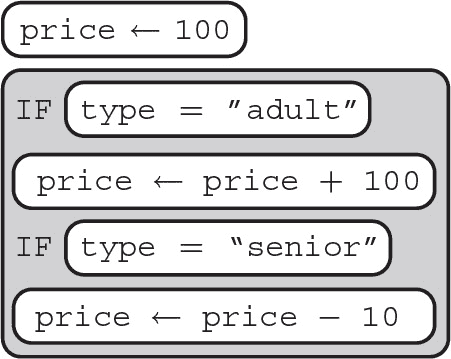 price ← 100
IF type = ”adult”
price ← price + 100
IF type = “senior”
price ← price − 10